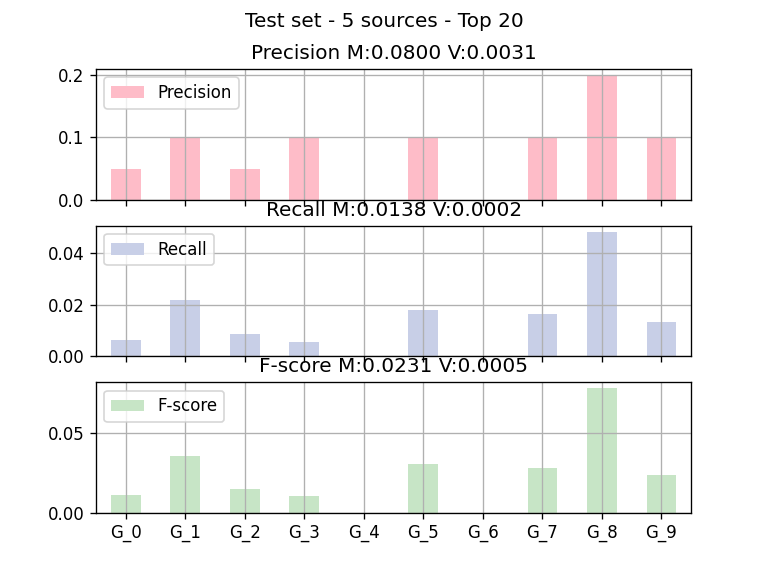 Test set - 5 sources - Top 20
Precision M:0.0800 V:0.0031
0.2
0.1
0.0
Precision
Recall M:0.0138 V:0.0002
0.04
0.02
0.00
Recall
F-score M:0.0231 V:0.0005
0.05
0.00
F-score
G_0 G_1 G_2 G_3 G_4 G_5 G_6 G_7 G_8 G_9